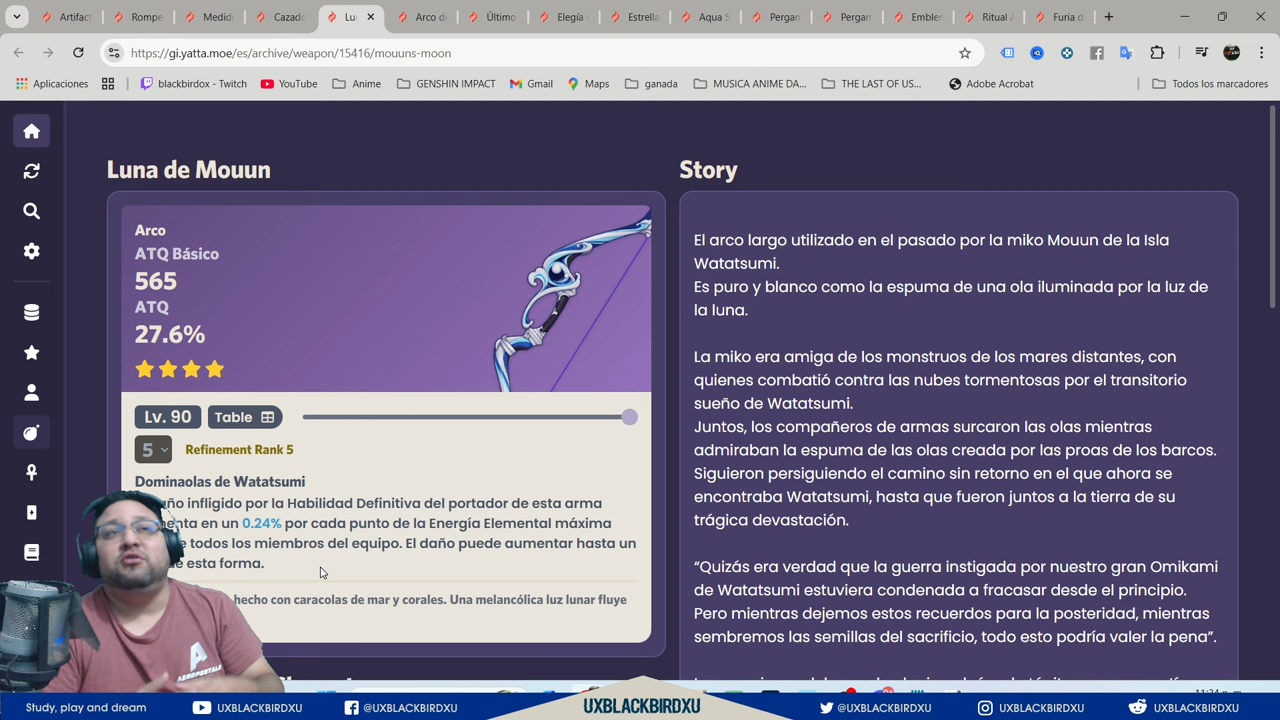 Artifact
Rompe
Medid
Cazado
Lu
Arco de
Último
Elegía
Estrella
Aqua S
Pergam
Pergam
Emblem
Ritual A
Furia d
https://gi.yatta.moe/es/archive/weapon/15416/mouuns-moon
Aplicaciones
blackbirdox - Twitch
YouTube
Anime
GENSHIN IMPACT
Gmail
Maps
ganada
MUSICA ANIME DA...
THE LAST OF US...
Adobe Acrobat
Todos los marcadores
Luna de Mouun
Arco
ATQ Básico
565
ATQ
27.6%
Lv. 90
Table
5
Refinement Rank 5
Dominaolas de Watatsumi
ño infligido por la Habilidad Definitiva del portador de esta arma
enta en un 0.24% por cada punto de la Energía Elemental máxima
e todos los miembros del equipo. El daño puede aumentar hasta un
de esta forma.
hecho con caracolas de mar y corales. Una melancólica luz lunar fluye
Story
El arco largo utilizado en el pasado por la miko Mouun de la Isla
Watatsumi.
Es puro y blanco como la espuma de una ola iluminada por la luz de
la luna.
La miko era amiga de los monstruos de los mares distantes, con
quienes combatió contra las nubes tormentosas por el transitorio
sueño de Watatsumi.
Juntos, los compañeros de armas surcaron las olas mientras
admiraban la espuma de las olas creada por las proas de los barcos.
Siguieron persiguiendo el camino sin retorno en el que ahora se
encontraba Watatsumi, hasta que fueron juntos a la tierra de su
trágica devastación.
“Quizás era verdad que la guerra instigada por nuestro gran Omikami
de Watatsumi estuviera condenada a fracasar desde el principio.
Pero mientras dejemos estos recuerdos para la posteridad, mientras
sembremos las semillas del sacrificio, todo esto podría valer la pena”.
AEROPOSTALE
Study, play and dream
UXBLACKBIRDXU
@UXBLACKBIRDXU
UXBLACKBIRDXU
@UXBLACKBIRDXU
UXBLACKBIRDXU
UXBLACKBIRDXU